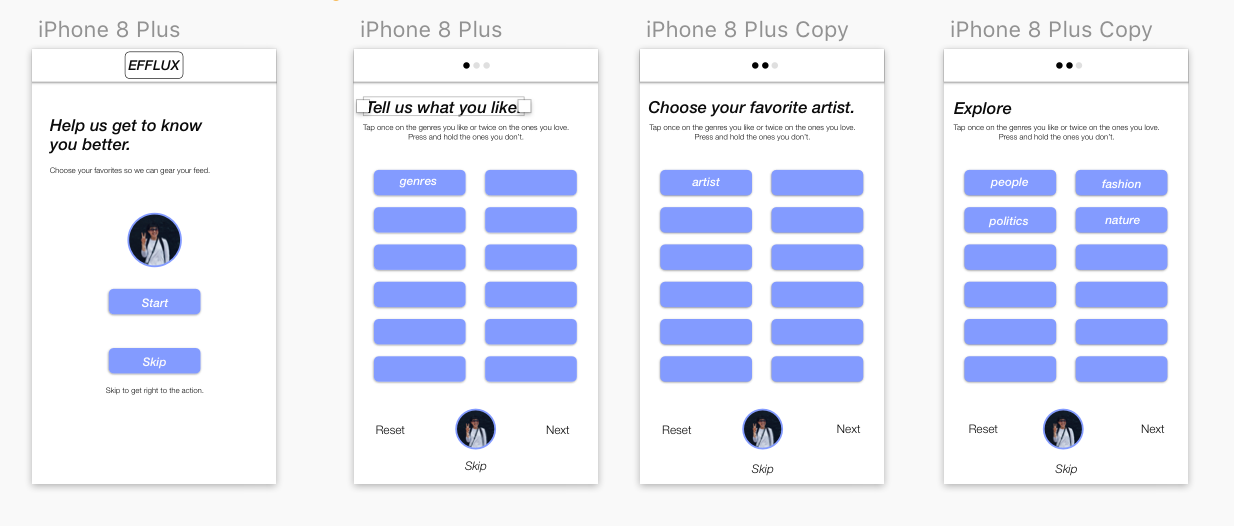 iPhone 8 Plus
EFFLUX
Help us get to know
you better.
Choose your favorites so we can gear your feed.
Start
Skip
Skip to get right to the action.
iPhone 8 Plus
Tell us what you like.
Tap once on the genres you like or twice on the ones you love.
Press and hold the ones you don't.
genres
Reset
Next
Skip
iPhone 8 Plus Copy
Choose your favorite artist.
Tap once on the genres you like or twice on the ones you love.
Press and hold the ones you don't.
artist
Reset
Next
Skip
iPhone 8 Plus Copy
Explore
Tap once on the genres you like or twice on the ones you love.
Press and hold the ones you don't.
people
fashion
politics
nature
Reset
Next
Skip